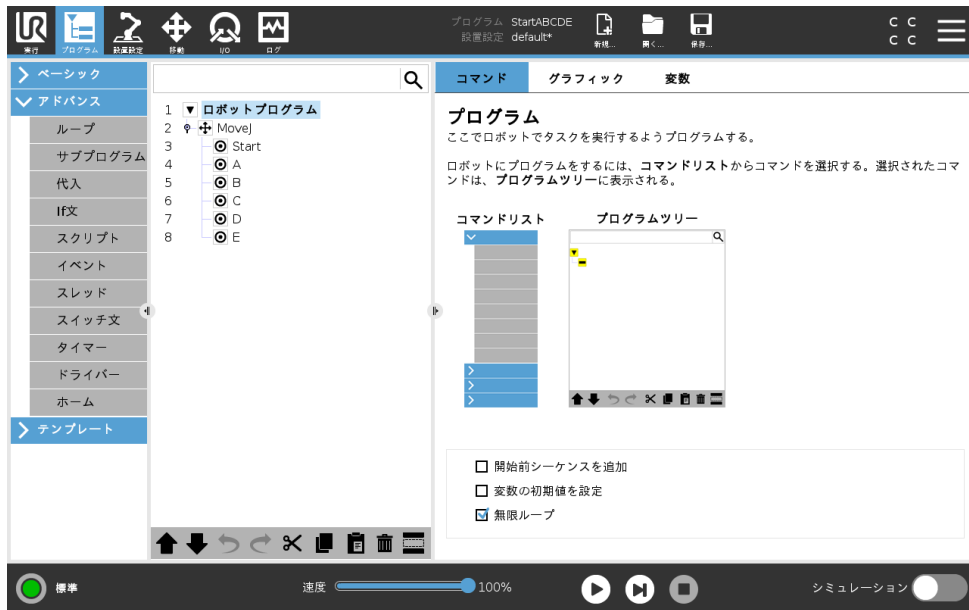 UR
実行
プログラム
設置設定
移動
I/O
ログ
プログラム StartABCDE
設置設定 default*
新規...
開く...
保存...
C C
C C
ベーシック
アドバンス
ループ
サブプログラム
代入
If文
スクリプト
イベント
スレッド
スイッチ文
タイマー
ドライバー
ホーム
テンプレート
1 ロボットプログラム
2 MoveJ
3 Start
4 A
5 B
6 C
7 D
8 E
コマンド グラフィック 変数
プログラム
ここでロボットでタスクを実行するようプログラムする。
ロボットにプログラムをするには、コマンドリストからコマンドを選択する。選択されたコマ
ンドは、プログラムツリーに表示される。
コマンドリスト プログラムツリー
開始前シーケンスを追加
変数の初期値を設定
無限ループ
標準
速度 100%
シミュレーション